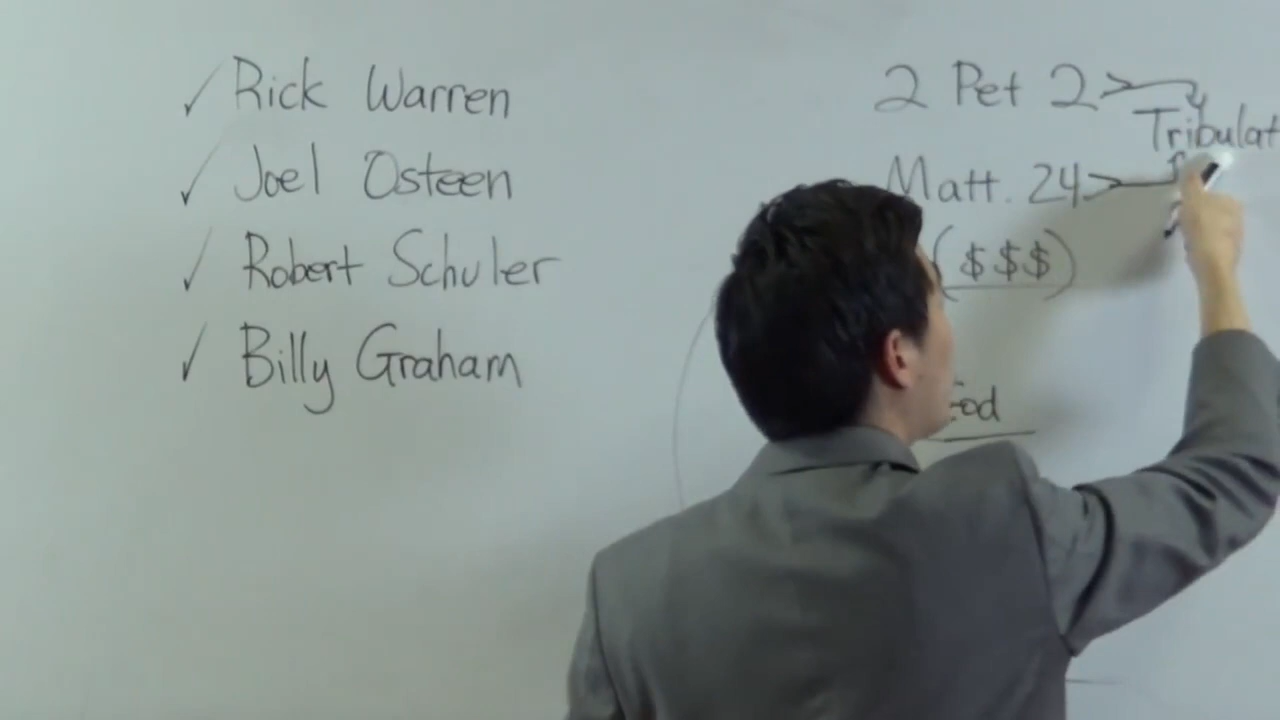 ✓ Rick Warren
✓ Joel Osteen
✓ Robert Schuler
✓ Billy Graham
2 Pet 2 >
Tribulat
Matt. 24 >
($$$)